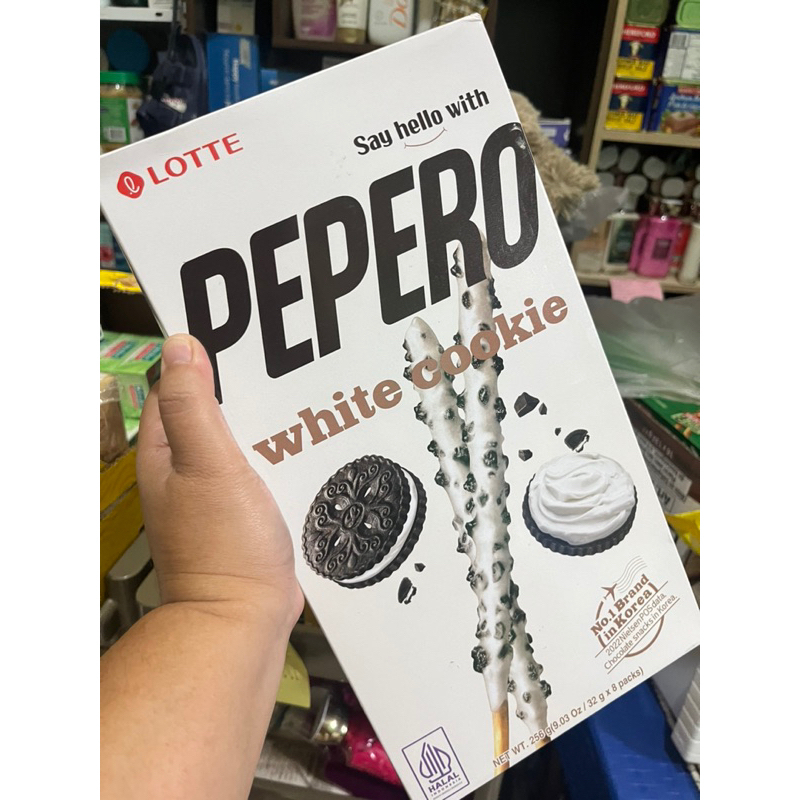 LOTTE
Say hello with
PEPERO
white cookie
No.1 Brand
in Korea
2022 Nielsen POS data,
Chocolate snacks in Korea.
NET WT. 256 g(9.03 Oz / 32 g x 8 packs)
HALAL
INDONESIA